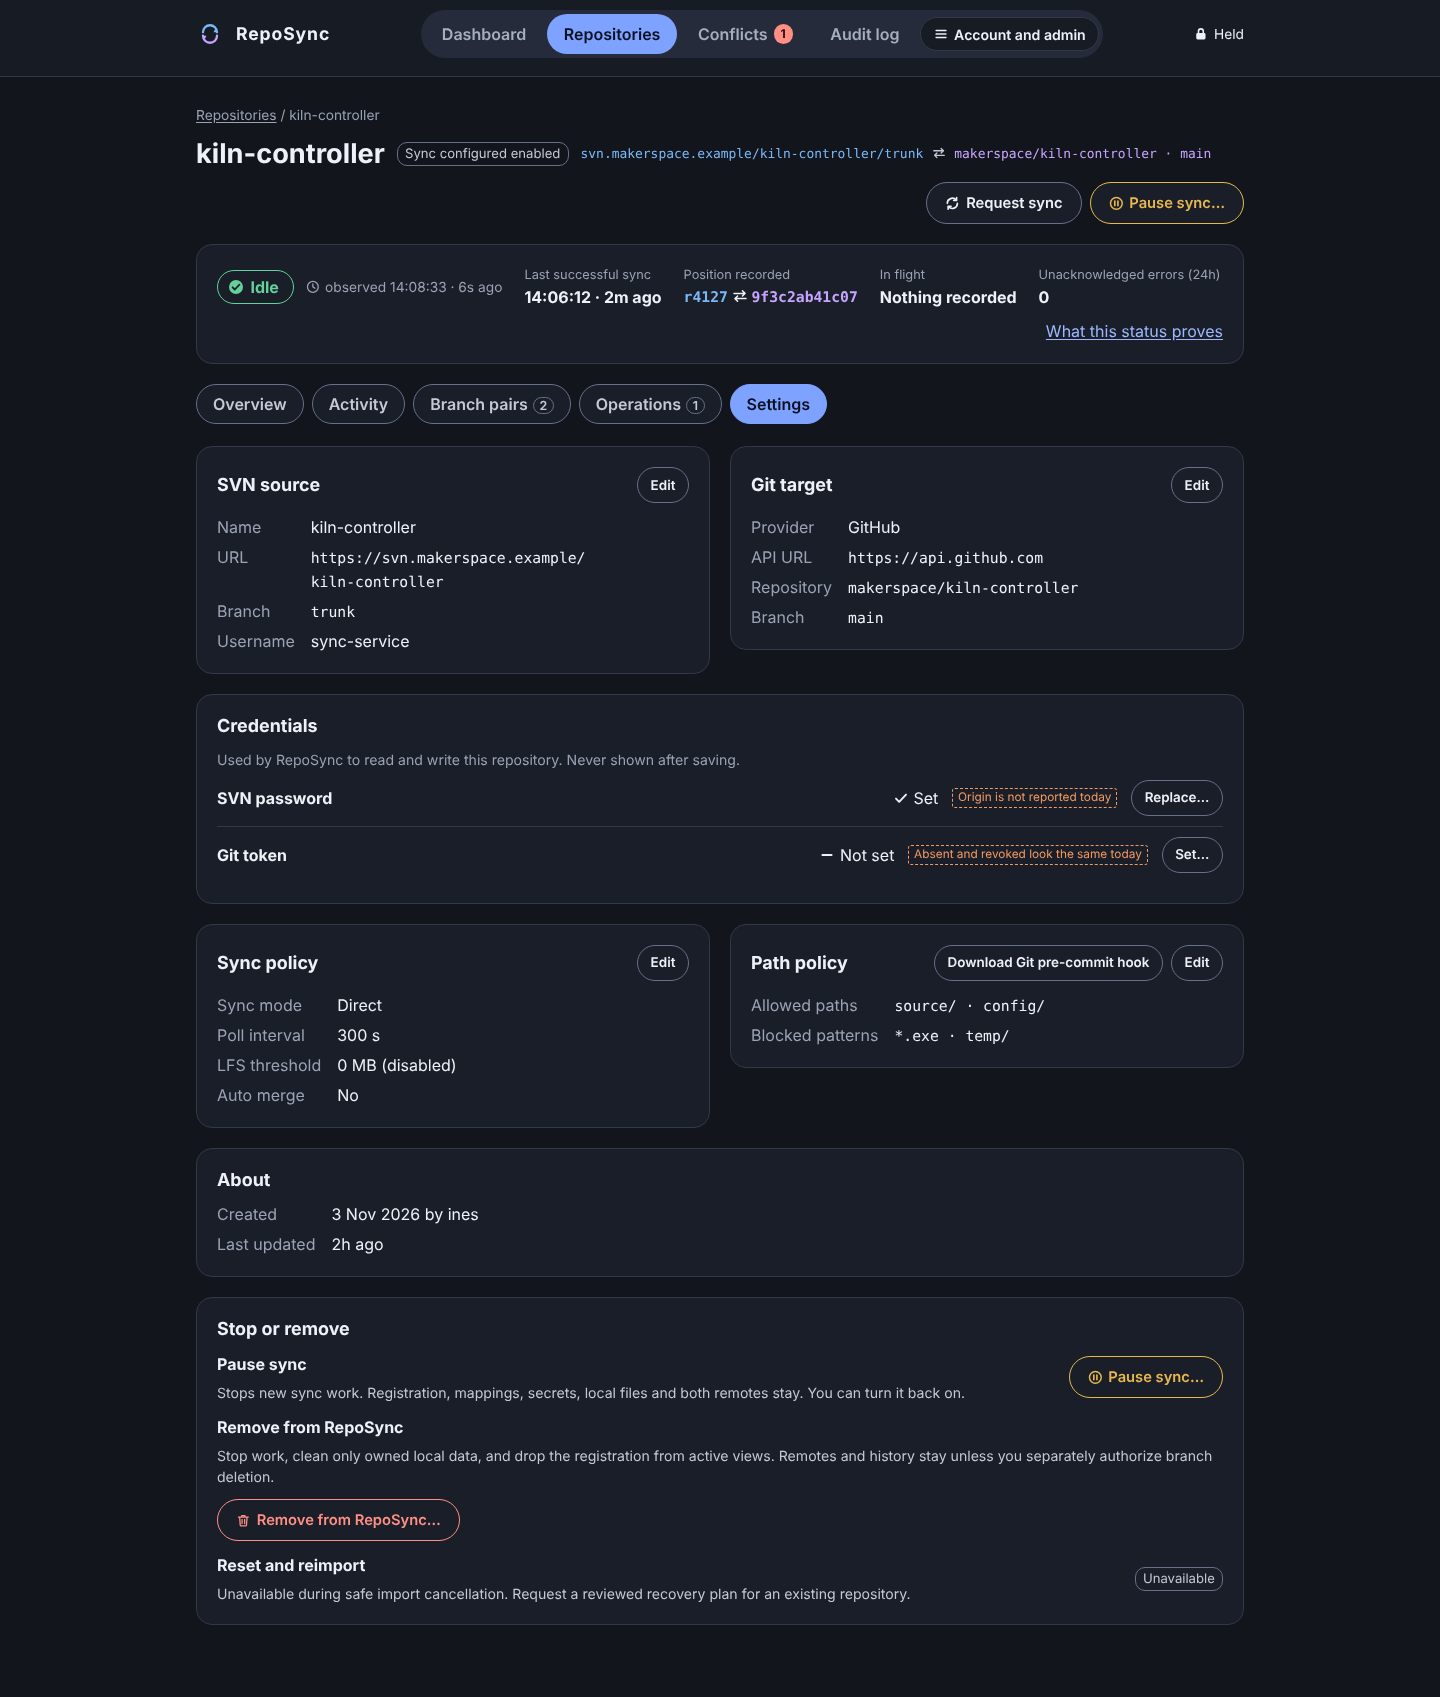 RepoSync
Dashboard
Repositories
Conflicts 1
Audit log
Account and admin
Held
Repositories / kiln-controller
kiln-controller
Sync configured enabled
svn.makerspace.example/kiln-controller/trunk ⇄ makerspace/kiln-controller · main
Request sync
Pause sync...
Idle
observed 14:08:33 · 6s ago
Last successful sync
14:06:12 · 2m ago
Position recorded
r4127 ⇄ 9f3c2ab41c07
In flight
Nothing recorded
Unacknowledged errors (24h)
0
What this status proves
Overview
Activity
Branch pairs 2
Operations 1
Settings
SVN source
Edit
Name kiln-controller
URL https://svn.makerspace.example/
kiln-controller
Branch trunk
Username sync-service
Git target
Edit
Provider GitHub
API URL https://api.github.com
Repository makerspace/kiln-controller
Branch main
Credentials
Used by RepoSync to read and write this repository. Never shown after saving.
SVN password
Set
Origin is not reported today
Replace...
Git token
Not set
Absent and revoked look the same today
Set...
Sync policy
Edit
Sync mode Direct
Poll interval 300 s
LFS threshold 0 MB (disabled)
Auto merge No
Path policy
Download Git pre-commit hook
Edit
Allowed paths source/ · config/
Blocked patterns *.exe · temp/
About
Created 3 Nov 2026 by ines
Last updated 2h ago
Stop or remove
Pause sync
Stops new sync work. Registration, mappings, secrets, local files and both remotes stay. You can turn it back on.
Pause sync...
Remove from RepoSync
Stop work, clean only owned local data, and drop the registration from active views. Remotes and history stay unless you separately authorize branch
deletion.
Remove from RepoSync...
Reset and reimport
Unavailable during safe import cancellation. Request a reviewed recovery plan for an existing repository.
Unavailable